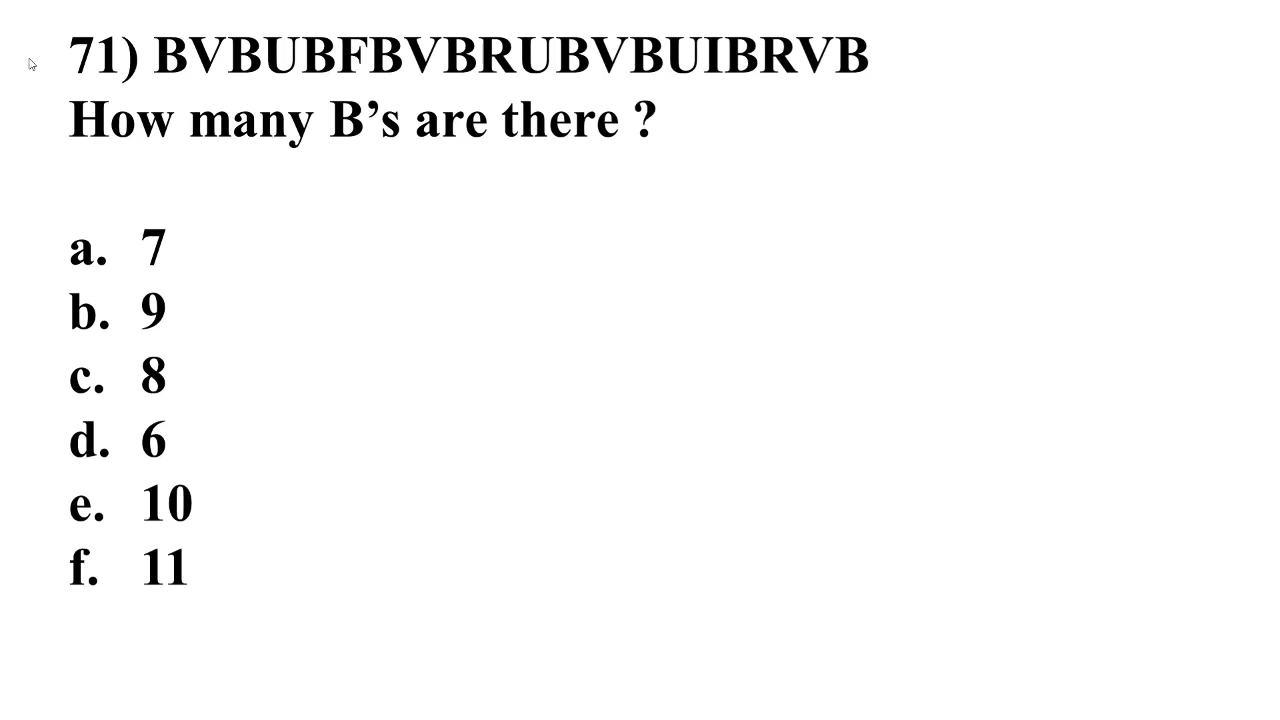 71) BVBUBFBVBRUBVBUIBRVB
How many B’s are there ?
a. 7
b. 9
c. 8
d. 6
e. 10
f. 11